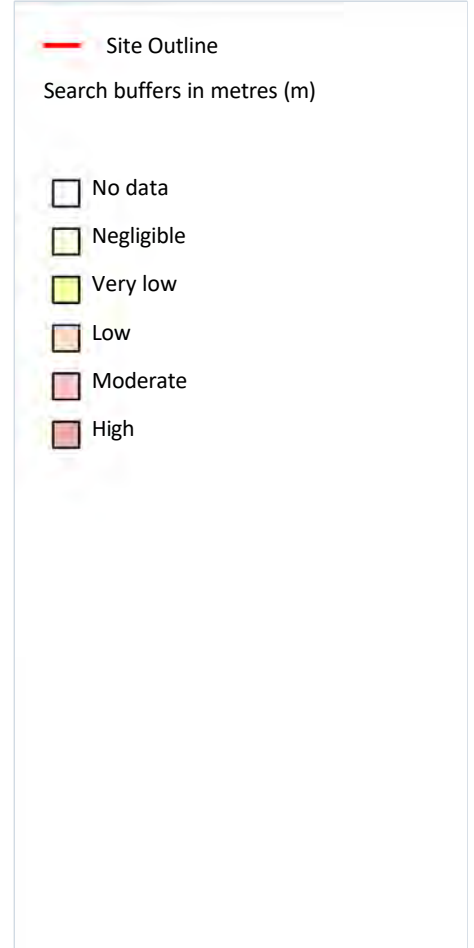 Site Outline
Search buffers in metres (m)
No data
Negligible
Very low
Low
Moderate
High